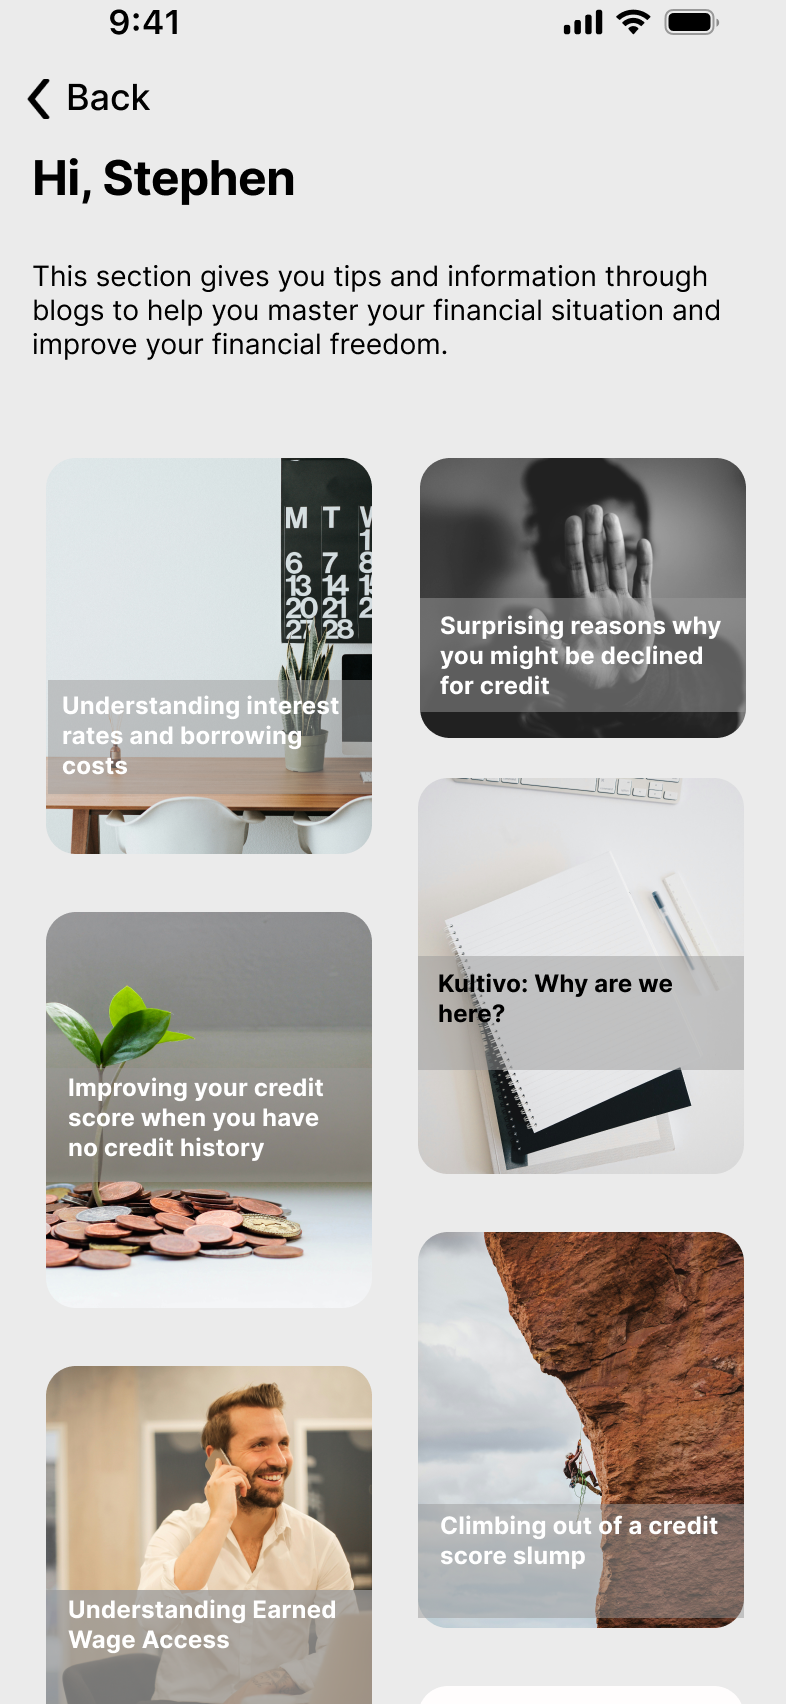 9:41
Back
Hi, Stephen
This section gives you tips and information through
blogs to help you master your financial situation and
improve your financial freedom.
M T W
1
6 7 8
13 14
20 21 2
27 28
Understanding interest
rates and borrowing
costs
Surprising reasons why
you might be declined
for credit
Kultivo: Why are we
here?
Improving your credit
score when you have
no credit history
Climbing out of a credit
score slump
Understanding Earned
Wage Access